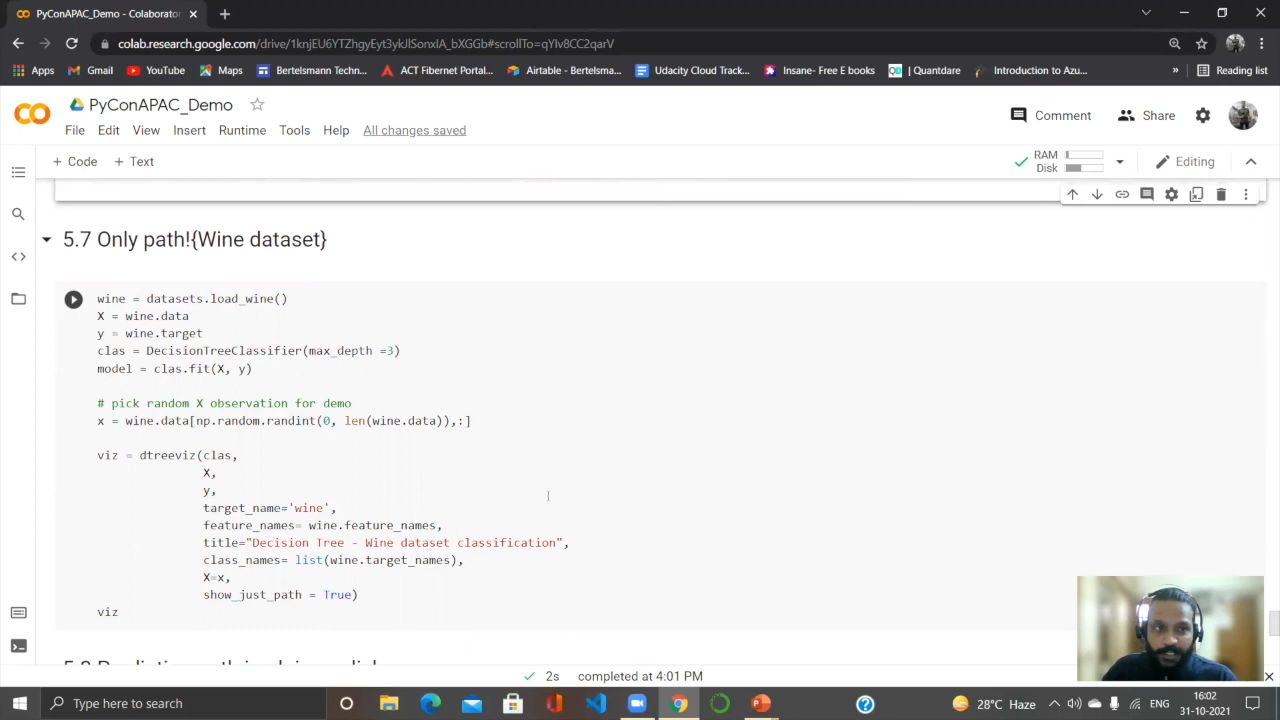 PyConAPAC_Demo - Colaborator
colab.research.google.com/drive/1knjEU6YTZhgyEyt3ykJlSonxIA_bXGGb#scrollTo=qYlv8CC2qarV
Apps Gmail YouTube Maps Bertelsmann Techn... ACT Fibernet Portal... Airtable - Bertelsma... Udacity Cloud Track... Insane- Free E books QD | Quantdare Introduction to Azu... » Reading list
CO PyConAPAC_Demo
Comment Share
File Edit View Insert Runtime Tools Help All changes saved
+ Code + Text
RAM
Disk
Editing
5.7 Only path!{Wine dataset}
wine = datasets.load_wine()
X = wine.data
y = wine.target
clas = DecisionTreeClassifier(max_depth =3)
model = clas.fit(X, y)
# pick random X observation for demo
x = wine.data[np.random.randint(0, len(wine.data)),:]
viz = dtreeviz(clas,
X,
y,
target_name='wine',
feature_names= wine.feature_names,
title="Decision Tree - Wine dataset classification",
class_names= list(wine.target_names),
X=x,
show_just_path = True)
viz
2s completed at 4:01 PM
Type here to search
28°C Haze
ENG
16:02
31-10-2021